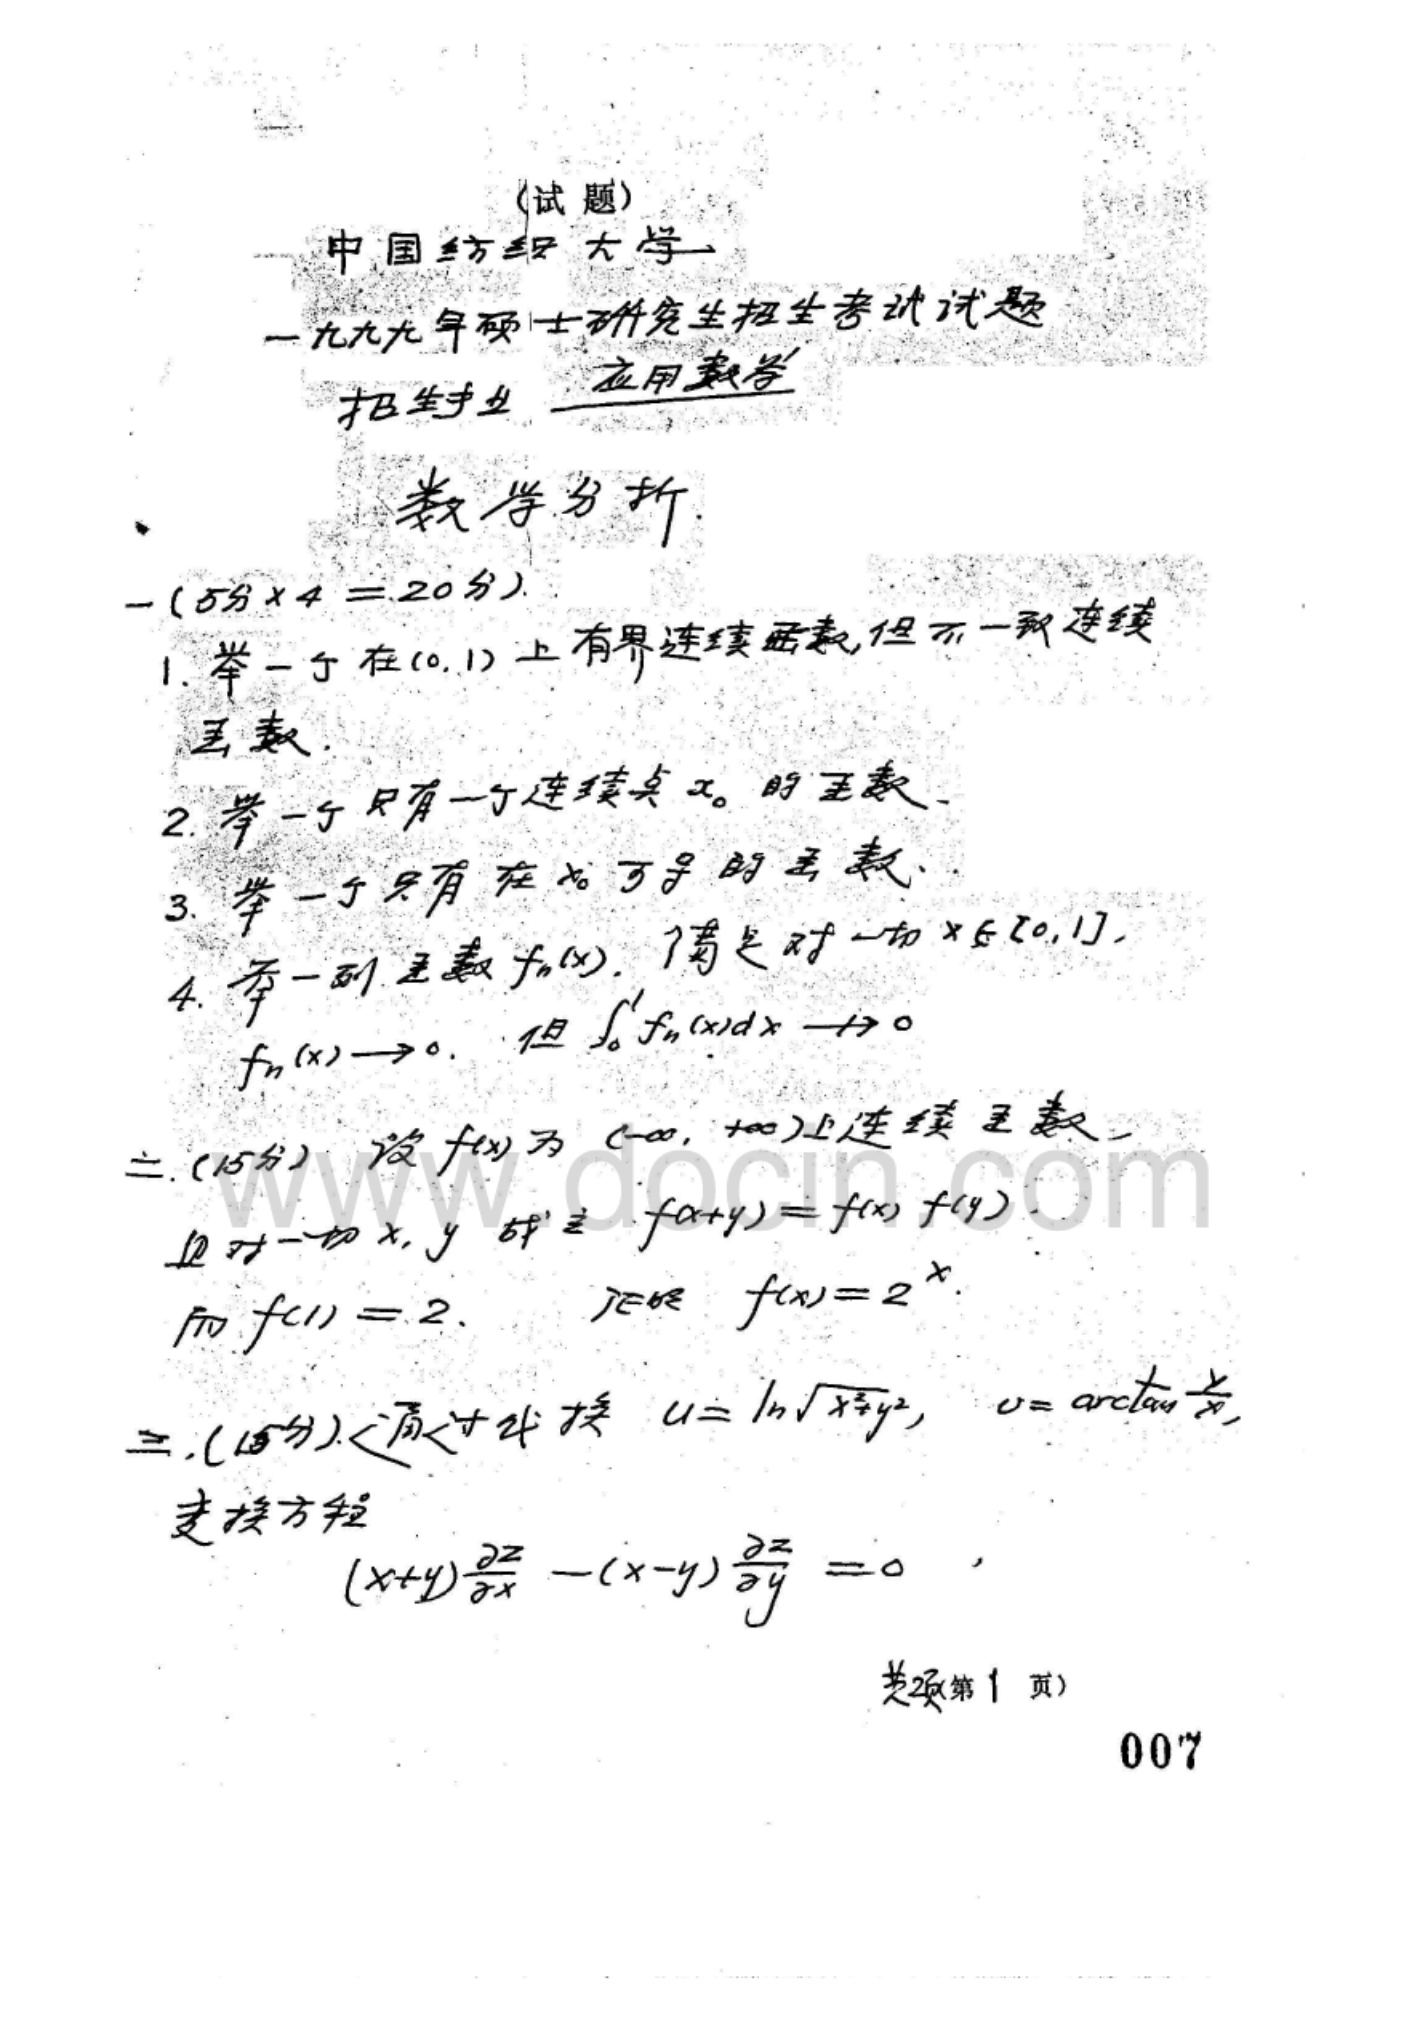 (试 题)
中国纺织大学
一九九九年硕士研究生招生考试试题
招生专业 应用数学
数学分析.
一(5分×4=20分).
1. 举一个在(0,1)上有界连续函数,但不一致连续
函数.
2. 举一个只有一个连续点 x₀ 的函数.
3. 举一个只有在 x₀ 可导的函数.
4. 举一列函数 fₙ(x). 满足对一切 x∈[0,1],
fₙ(x)→0. 但 ∫₀¹ fₙ(x)dx ↛ 0
二.(15分) 设 f(x) 为 (-∞, +∞)上连续函数,
且对一切 x, y 成立 f(x+y)=f(x) f(y).
而 f(1)=2. 证明 f(x)=2ˣ.
三.(15分).通过代换 u=ln√(x²+y²), v=arctan y/x,
变换方程
(x+y)∂z/∂x -(x-y)∂z/∂y =0,
共2页(第 1 页)
007
www.docin.com